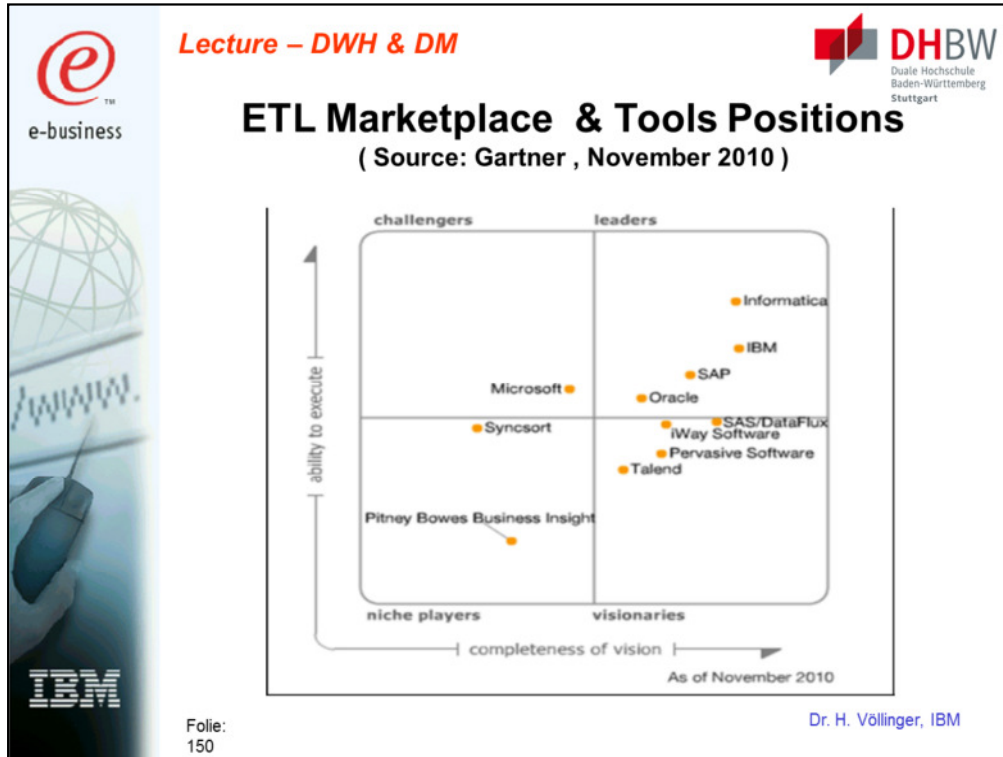 Lecture – DWH & DM
DHBW
Duale Hochschule
Baden-Württemberg
Stuttgart
e
TM
e-business
ETL Marketplace & Tools Positions
( Source: Gartner , November 2010 )
challengers
leaders
Informatica
IBM
SAP
Microsoft
Oracle
SAS/DataFlux
Syncsort
iWay Software
Pervasive Software
Talend
Pitney Bowes Business Insight
ability to execute
niche players
visionaries
completeness of vision
As of November 2010
IBM
Folie:
150
Dr. H. Völlinger, IBM